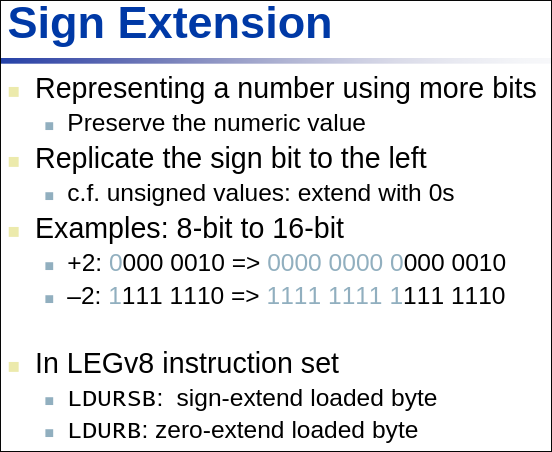 Sign Extension
Representing a number using more bits
Preserve the numeric value
Replicate the sign bit to the left
c.f. unsigned values: extend with 0s
Examples: 8-bit to 16-bit
+2: 0000 0010 => 0000 0000 0000 0010
–2: 1111 1110 => 1111 1111 1111 1110
In LEGv8 instruction set
LDURSB: sign-extend loaded byte
LDURB: zero-extend loaded byte